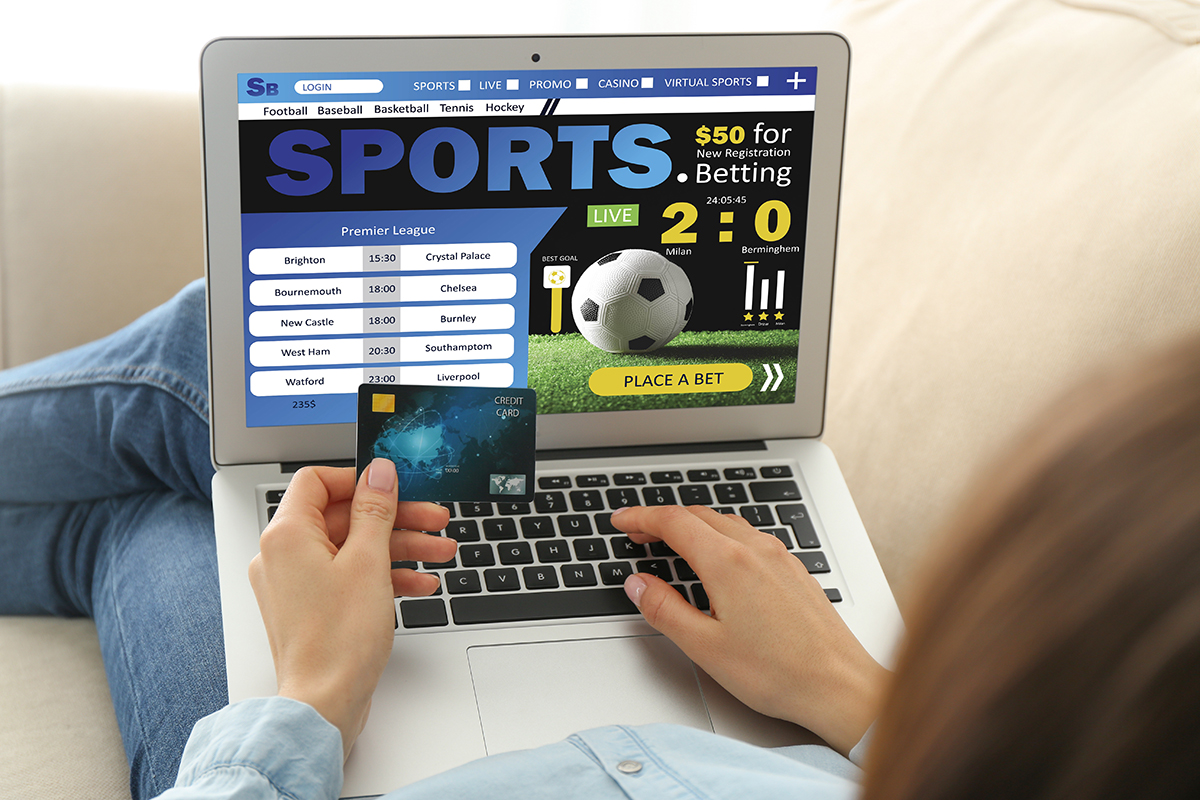 SB LOGIN SPORTS LIVE PROMO CASINO VIRTUAL SPORTS +
Football Baseball Basketball Tennis Hockey
SPORTS.
$50 for
New Registration
Betting
24:05:45
LIVE 2 : 0
Milan Berminghem
BEST GOAL
PLACE A BET
Premier League
Brighton 15:30 Crystal Palace
Bournemouth 18:00 Chelsea
New Castle 18:00 Burnley
West Ham 20:30 Southamptom
Watford 23:00 Liverpool
235$
CREDIT
CARD
R T Y U
F G H J K
C V B N M